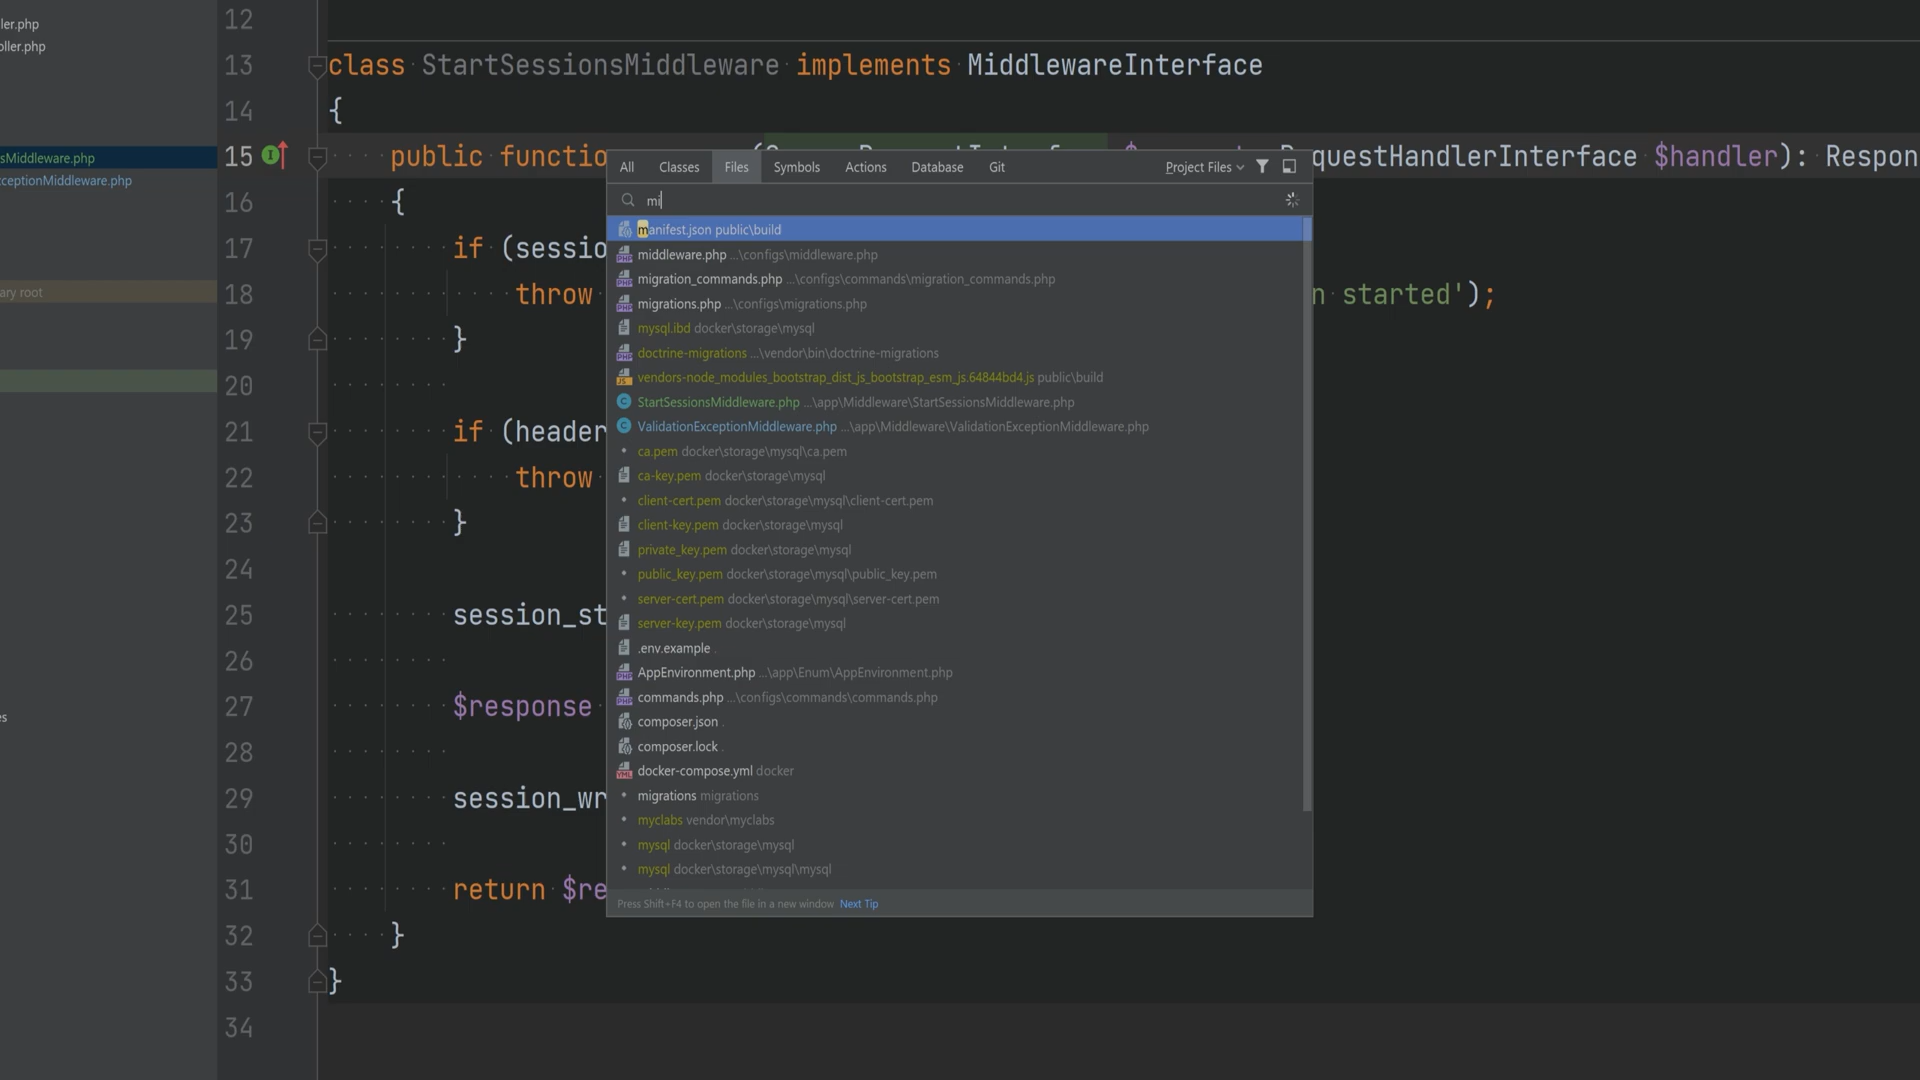 ler.php
oller.php
sMiddleware.php
ceptionMiddleware.php
ary root
s
12
13 class StartSessionsMiddleware implements MiddlewareInterface
14 {
15 public functio questHandlerInterface $handler): Respon
16 {
17 if (sessio
18 throw n started');
19 }
20
21 if (header
22 throw
23 }
24
25 session_st
26
27 $response
28
29 session_wr
30
31 return $re
32 }
33 }
34
All Classes Files Symbols Actions Database Git Project Files
mi
manifest.json public\build
middleware.php ...\configs\middleware.php
migration_commands.php ...\configs\commands\migration_commands.php
migrations.php ...\configs\migrations.php
mysql.ibd docker\storage\mysql
doctrine-migrations ...\vendor\bin\doctrine-migrations
vendors-node_modules_bootstrap_dist_js_bootstrap_esm_js.64844bd4.js public\build
StartSessionsMiddleware.php ...\app\Middleware\StartSessionsMiddleware.php
ValidationExceptionMiddleware.php ...\app\Middleware\ValidationExceptionMiddleware.php
ca.pem docker\storage\mysql\ca.pem
ca-key.pem docker\storage\mysql
client-cert.pem docker\storage\mysql\client-cert.pem
client-key.pem docker\storage\mysql
private_key.pem docker\storage\mysql
public_key.pem docker\storage\mysql\public_key.pem
server-cert.pem docker\storage\mysql\server-cert.pem
server-key.pem docker\storage\mysql
.env.example .
AppEnvironment.php ...\app\Enum\AppEnvironment.php
commands.php ...\configs\commands\commands.php
composer.json .
composer.lock .
docker-compose.yml docker
migrations migrations
myclabs vendor\myclabs
mysql docker\storage\mysql
mysql docker\storage\mysql\mysql
Press Shift+F4 to open the file in a new window Next Tip